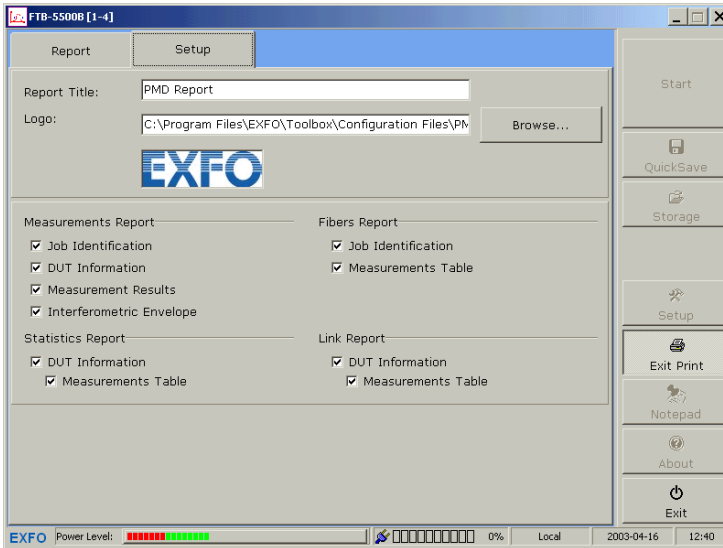 FTB-5500B [1-4]
Report
Setup
Report Title:
PMD Report
Logo:
C:\Program Files\EXFO\Toolbox\Configuration Files\PM
Browse...
EXFO
Measurements Report
Job Identification
DUT Information
Measurement Results
Interferometric Envelope
Fibers Report
Job Identification
Measurements Table
Statistics Report
DUT Information
Measurements Table
Link Report
DUT Information
Measurements Table
Start
QuickSave
Storage
Setup
Exit Print
Notepad
About
Exit
EXFO
Power Level:
0%
Local
2003-04-16
12:40